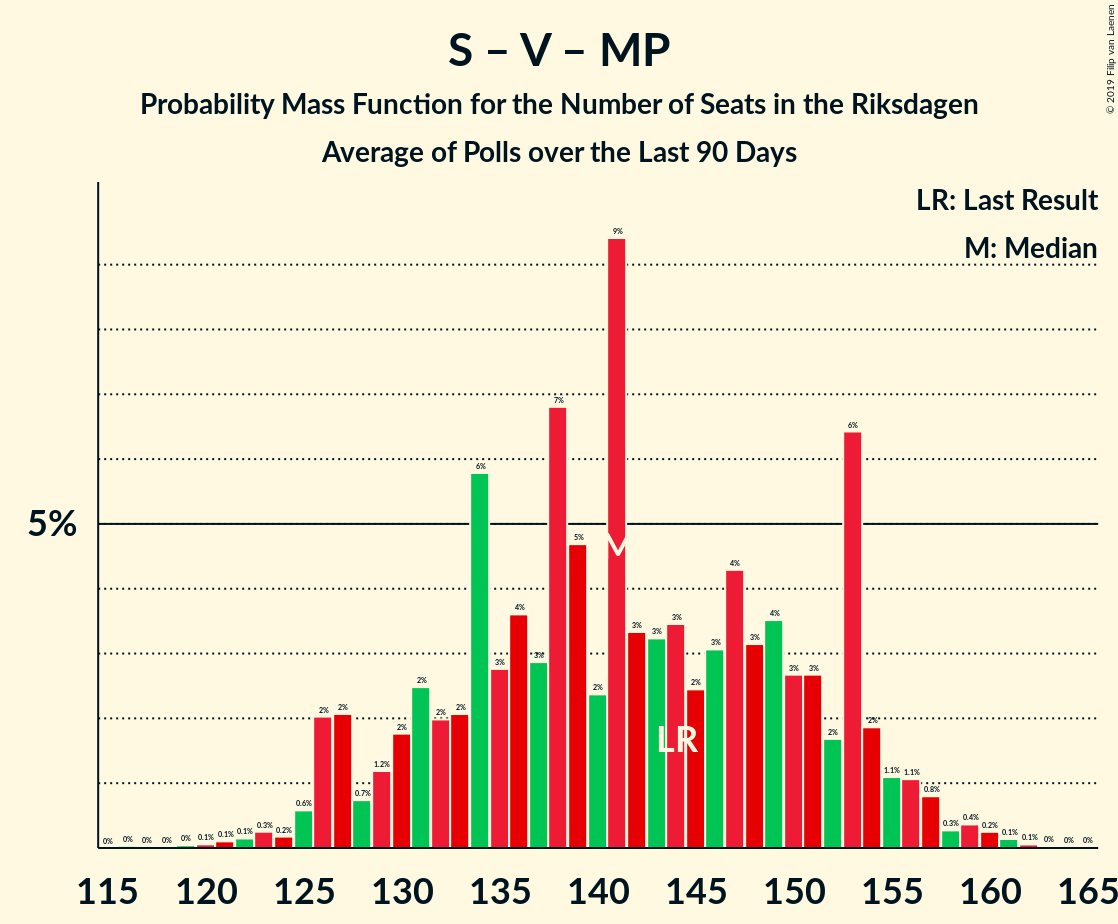 S – V – MP
Probability Mass Function for the Number of Seats in the Riksdagen
Average of Polls over the Last 90 Days
© 2019 Filip van Laenen
LR: Last Result
M: Median
5%
0% 0% 0% 0% 0% 0.1% 0.1% 0.1% 0.3% 0.2% 0.6% 2% 2% 0.7% 1.2% 2% 2% 2% 2% 6% 3% 4% 3% 7% 5% 2% 9% 3% 3% 3% 2% 3% 4% 3% 4% 3% 3% 2% 6% 2% 1.1% 1.1% 0.8% 0.3% 0.4% 0.2% 0.1% 0.1% 0% 0% 0%
M
LR
115 120 125 130 135 140 145 150 155 160 165